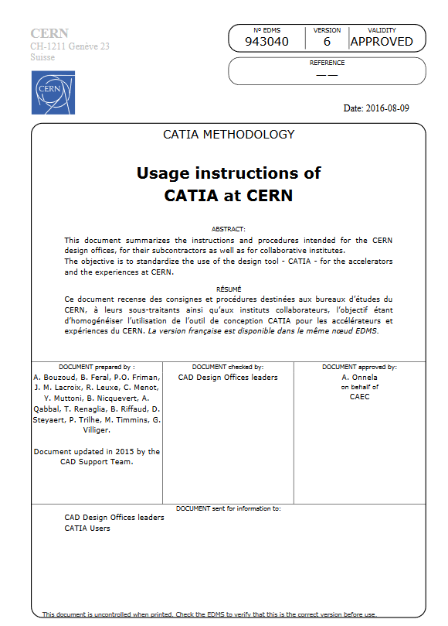 CERN
CH-1211 Genève 23
Suisse
CERN
Nº EDMS
943040
VERSION
6
VALIDITY
APPROVED
REFERENCE
——
Date: 2016-08-09
CATIA METHODOLOGY
Usage instructions of
CATIA at CERN
ABSTRACT:
This document summarizes the instructions and procedures intended for the CERN
design offices, for their subcontractors as well as for collaborative institutes.
The objective is to standardize the use of the design tool - CATIA - for the accelerators
and the experiences at CERN.
RÉSUMÉ
Ce document recense des consignes et procédures destinées aux bureaux d'études du
CERN, à leurs sous-traitants ainsi qu'aux instituts collaborateurs, l'objectif étant
d'homogénéiser l'utilisation de l'outil de conception CATIA pour les accélérateurs et
expériences du CERN. La version française est disponible dans le même nœud EDMS.
DOCUMENT prepared by :
A. Bouzoud, B. Feral, P.O. Friman,
J. M. Lacroix, R. Leuxe, C. Menot,
Y. Muttoni, B. Nicquevert, A.
Qabbal, T. Renaglia, B. Riffaud, D.
Steyaert, P. Trilhe, M. Timmins, G.
Villiger.
Document updated in 2015 by the
CAD Support Team.
DOCUMENT checked by:
CAD Design Offices leaders
DOCUMENT approved by:
A. Onnela
on behalf of
CAEC
DOCUMENT sent for information to:
CAD Design Offices leaders
CATIA Users
This document is uncontrolled when printed. Check the EDMS to verify that this is the correct version before use.